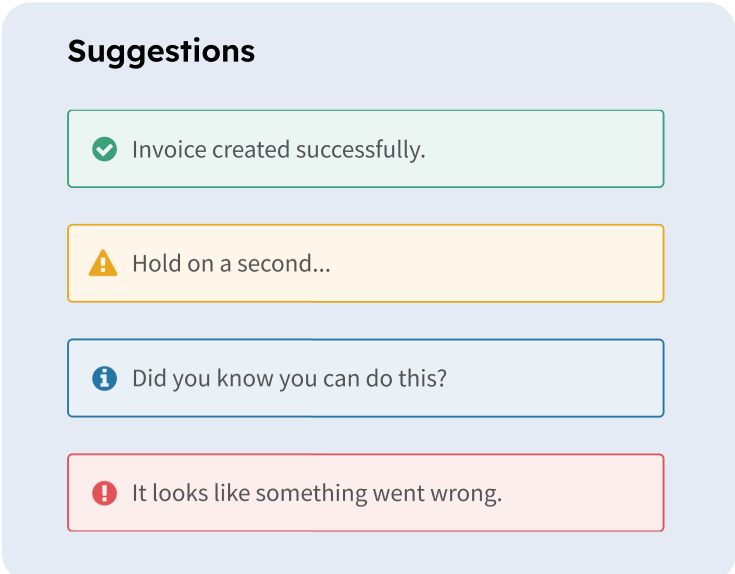 Suggestions
Invoice created successfully.
Hold on a second...
Did you know you can do this?
It looks like something went wrong.